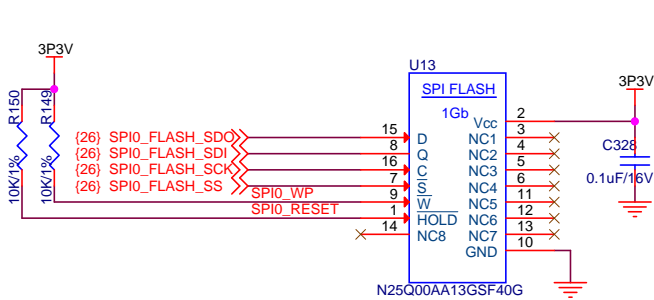 3P3V
R150
R149
10K/1%
10K/1%
{26} SPI0_FLASH_SDO
{26} SPI0_FLASH_SDI
{26} SPI0_FLASH_SCK
{26} SPI0_FLASH_SS
SPI0_WP
SPI0_RESET
U13
SPI FLASH
1Gb
15 D
8 Q
16 C
7 S
9 W
1 HOLD
14 NC8
Vcc 2
NC1 3
NC2 4
NC3 5
NC4 6
NC5 11
NC6 12
NC7 13
GND 10
N25Q00AA13GSF40G
3P3V
C328
0.1uF/16V